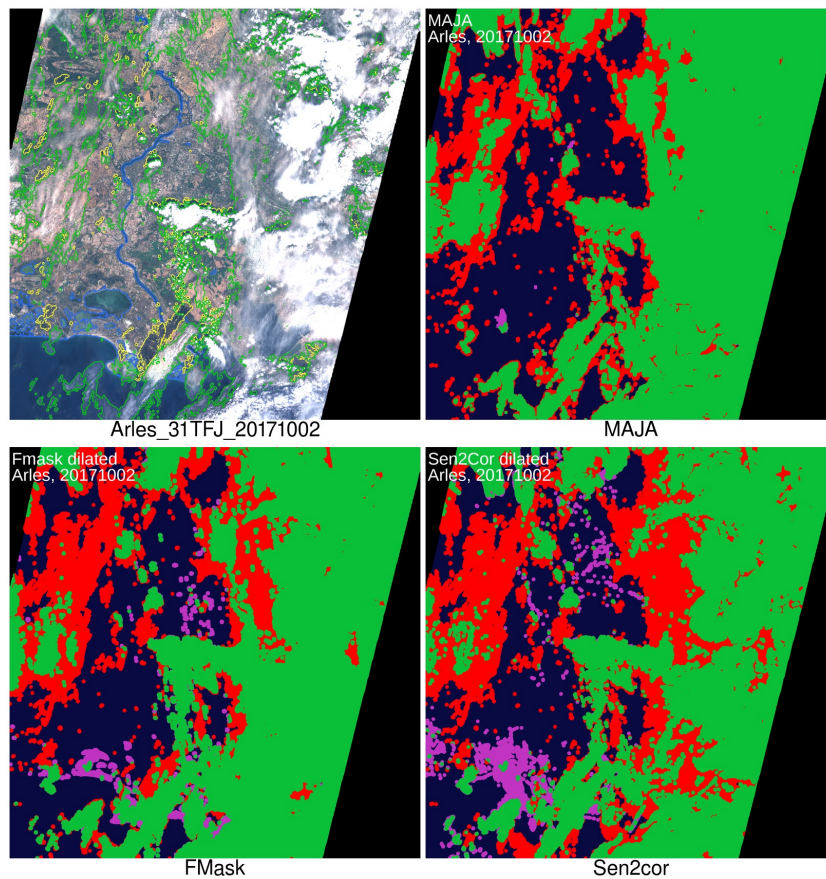 MAJA
Arles, 20171002
Arles_31TFJ_20171002
MAJA
Fmask dilated
Arles, 20171002
Sen2Cor dilated
Arles, 20171002
FMask
Sen2cor